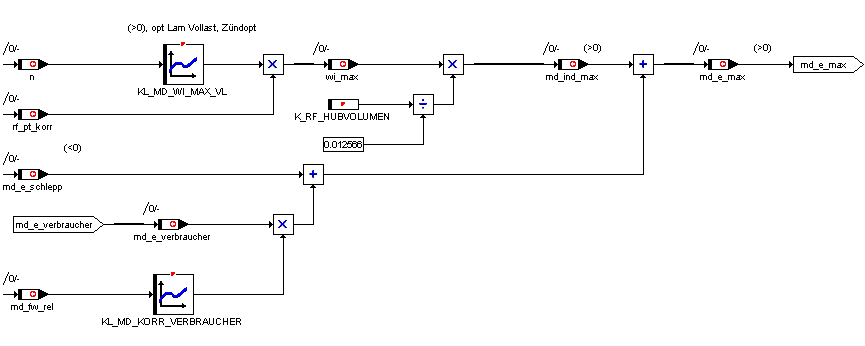 (>0), opt Lam Vollast, Zündopt
/0/-
n
KL_MD_WI_MAX_VL
/0/-
wi_max
/0/-
(>0)
md_ind_max
/0/-
(>0)
md_e_max
md_e_max
/0/-
rf_pt_korr
K_RF_HUBVOLUMEN
0.012566
(<0)
/0/-
md_e_schlepp
md_e_verbraucher
/0/-
md_e_verbraucher
/0/-
md_fw_rel
KL_MD_KORR_VERBRAUCHER